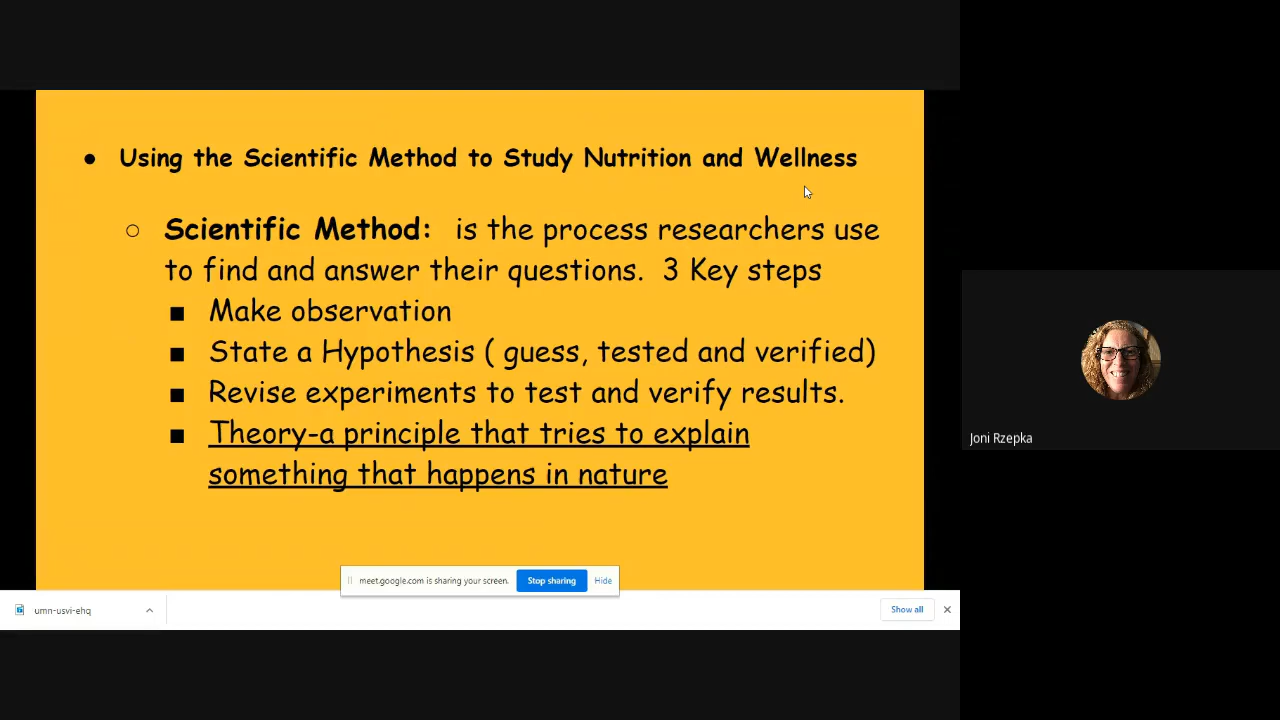 Using the Scientific Method to Study Nutrition and Wellness
Scientific Method: is the process researchers use
to find and answer their questions. 3 Key steps
Make observation
State a Hypothesis ( guess, tested and verified)
Revise experiments to test and verify results.
Theory-a principle that tries to explain
something that happens in nature
Joni Rzepka
meet.google.com is sharing your screen. Stop sharing Hide
umn-usvi-ehq Show all